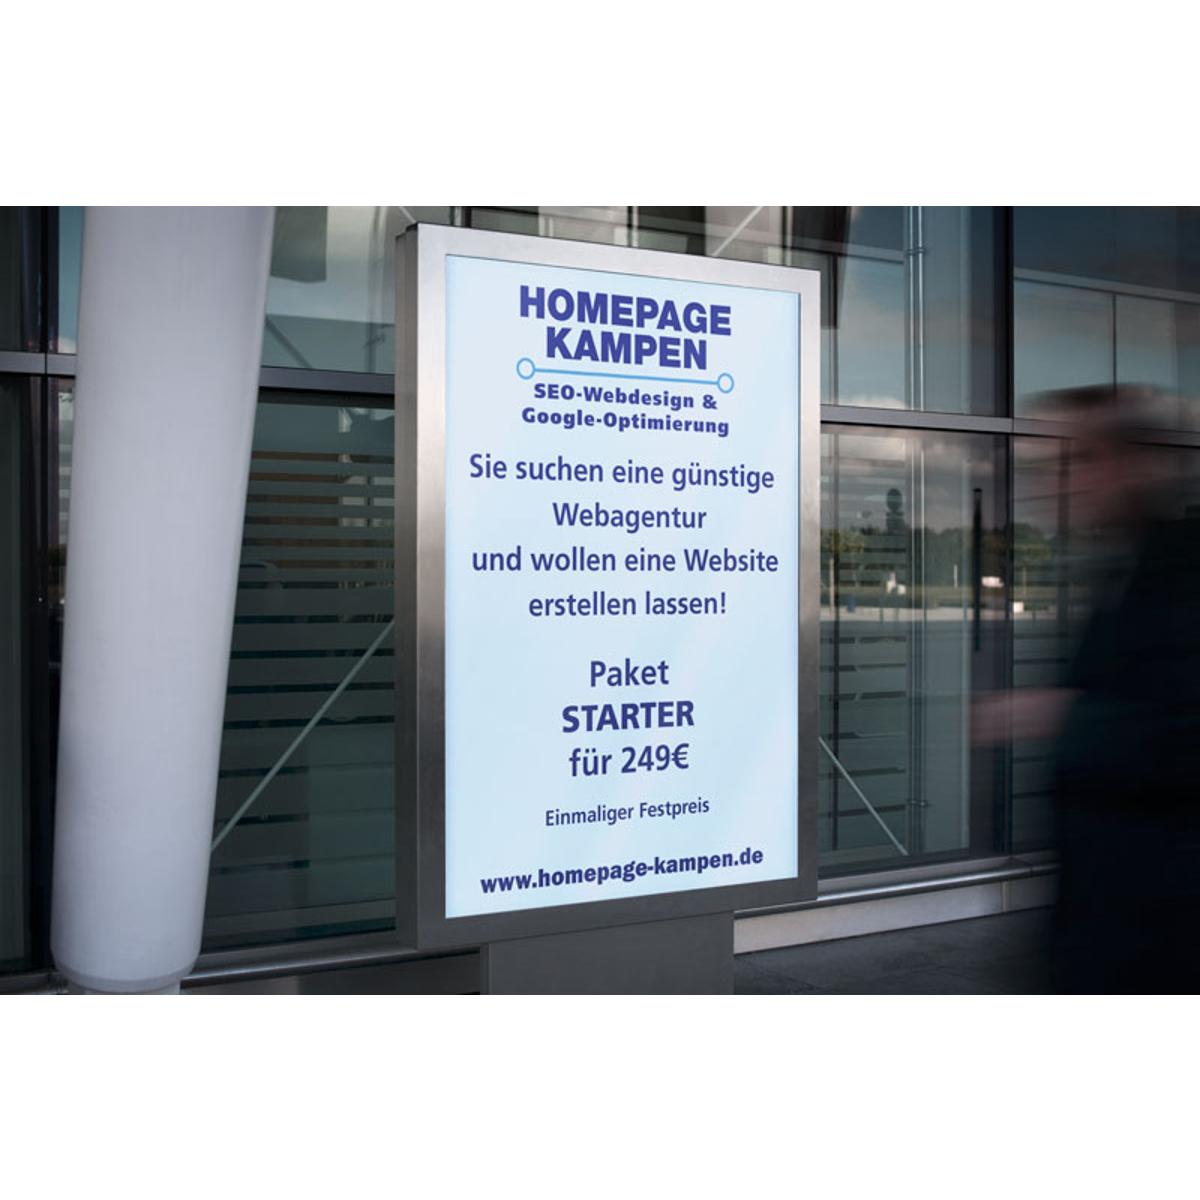 HOMEPAGE
KAMPEN
SEO-Webdesign &
Google-Optimierung
Sie suchen eine günstige
Webagentur
und wollen eine Website
erstellen lassen!
Paket
STARTER
für 249€
Einmaliger Festpreis
www.homepage-kampen.de